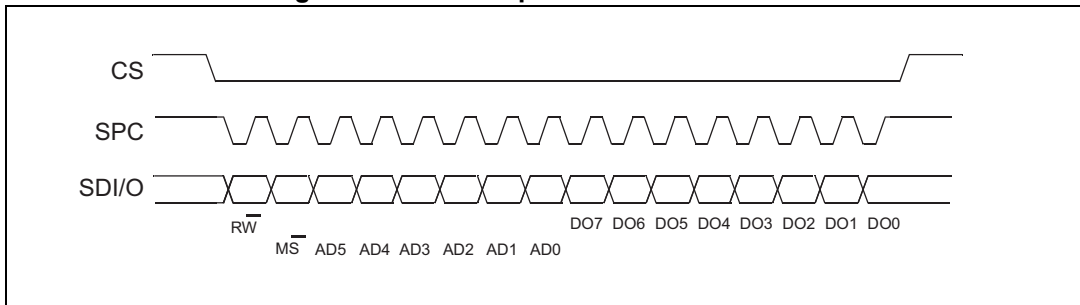 CS
SPC
SDI/O
RW̅ DO7 DO6 DO5 DO4 DO3 DO2 DO1 DO0
MS̅ AD5 AD4 AD3 AD2 AD1 AD0